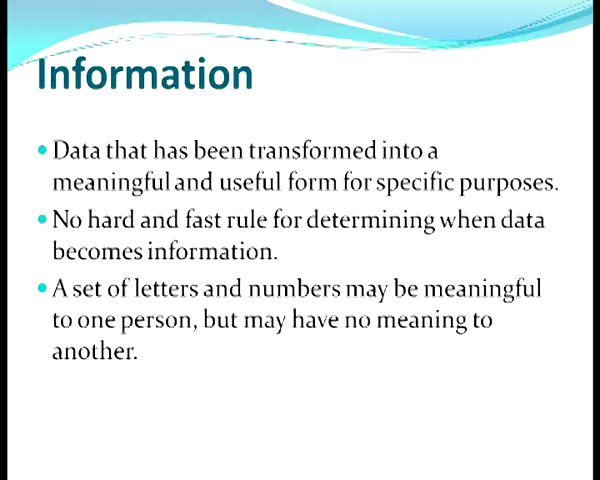 Information
• Data that has been transformed into a
meaningful and useful form for specific purposes.
• No hard and fast rule for determining when data
becomes information.
• A set of letters and numbers may be meaningful
to one person, but may have no meaning to
another.